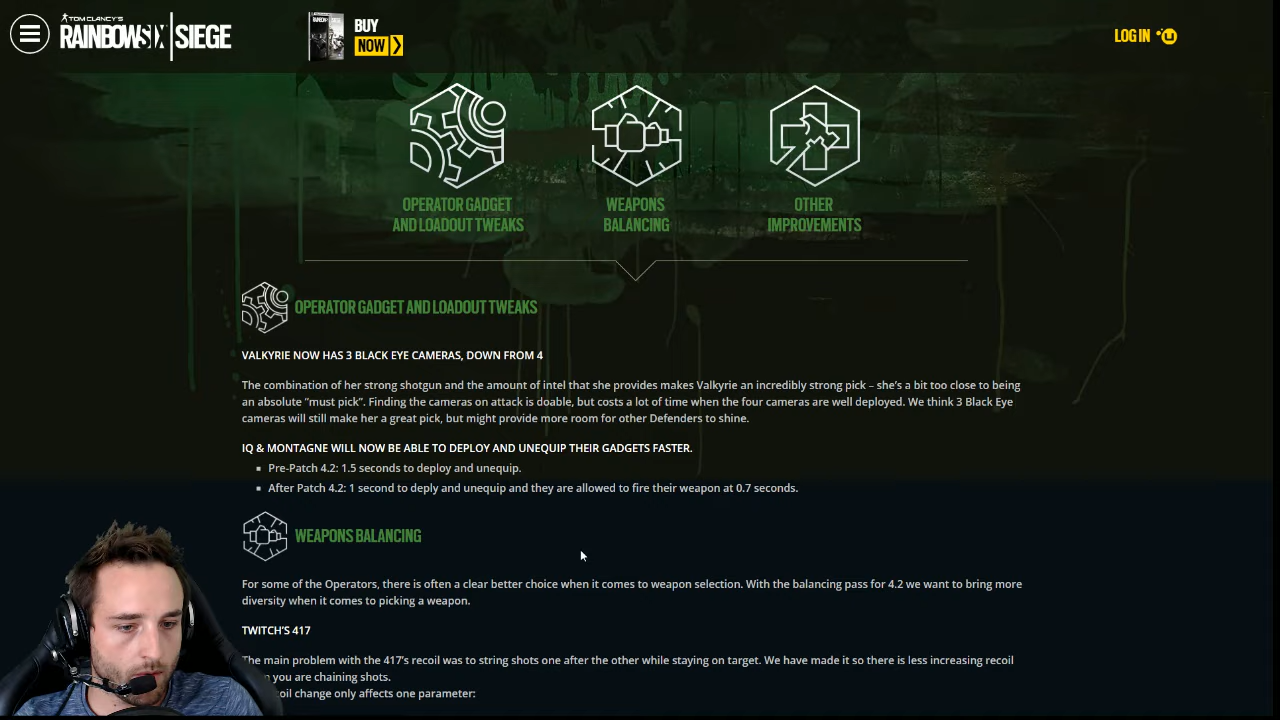 TOM CLANCY'S
RAINBOWSIX | SIEGE
BUY
NOW
LOG IN
OPERATOR GADGET
AND LOADOUT TWEAKS
WEAPONS
BALANCING
OTHER
IMPROVEMENTS
OPERATOR GADGET AND LOADOUT TWEAKS
VALKYRIE NOW HAS 3 BLACK EYE CAMERAS, DOWN FROM 4
The combination of her strong shotgun and the amount of intel that she provides makes Valkyrie an incredibly strong pick – she's a bit too close to being
an absolute “must pick”. Finding the cameras on attack is doable, but costs a lot of time when the four cameras are well deployed. We think 3 Black Eye
cameras will still make her a great pick, but might provide more room for other Defenders to shine.
IQ & MONTAGNE WILL NOW BE ABLE TO DEPLOY AND UNEQUIP THEIR GADGETS FASTER.
▪ Pre-Patch 4.2: 1.5 seconds to deploy and unequip.
▪ After Patch 4.2: 1 second to deply and unequip and they are allowed to fire their weapon at 0.7 seconds.
WEAPONS BALANCING
For some of the Operators, there is often a clear better choice when it comes to weapon selection. With the balancing pass for 4.2 we want to bring more
diversity when it comes to picking a weapon.
TWITCH'S 417
The main problem with the 417's recoil was to string shots one after the other while staying on target. We have made it so there is less increasing recoil
you are chaining shots.
change only affects one parameter: